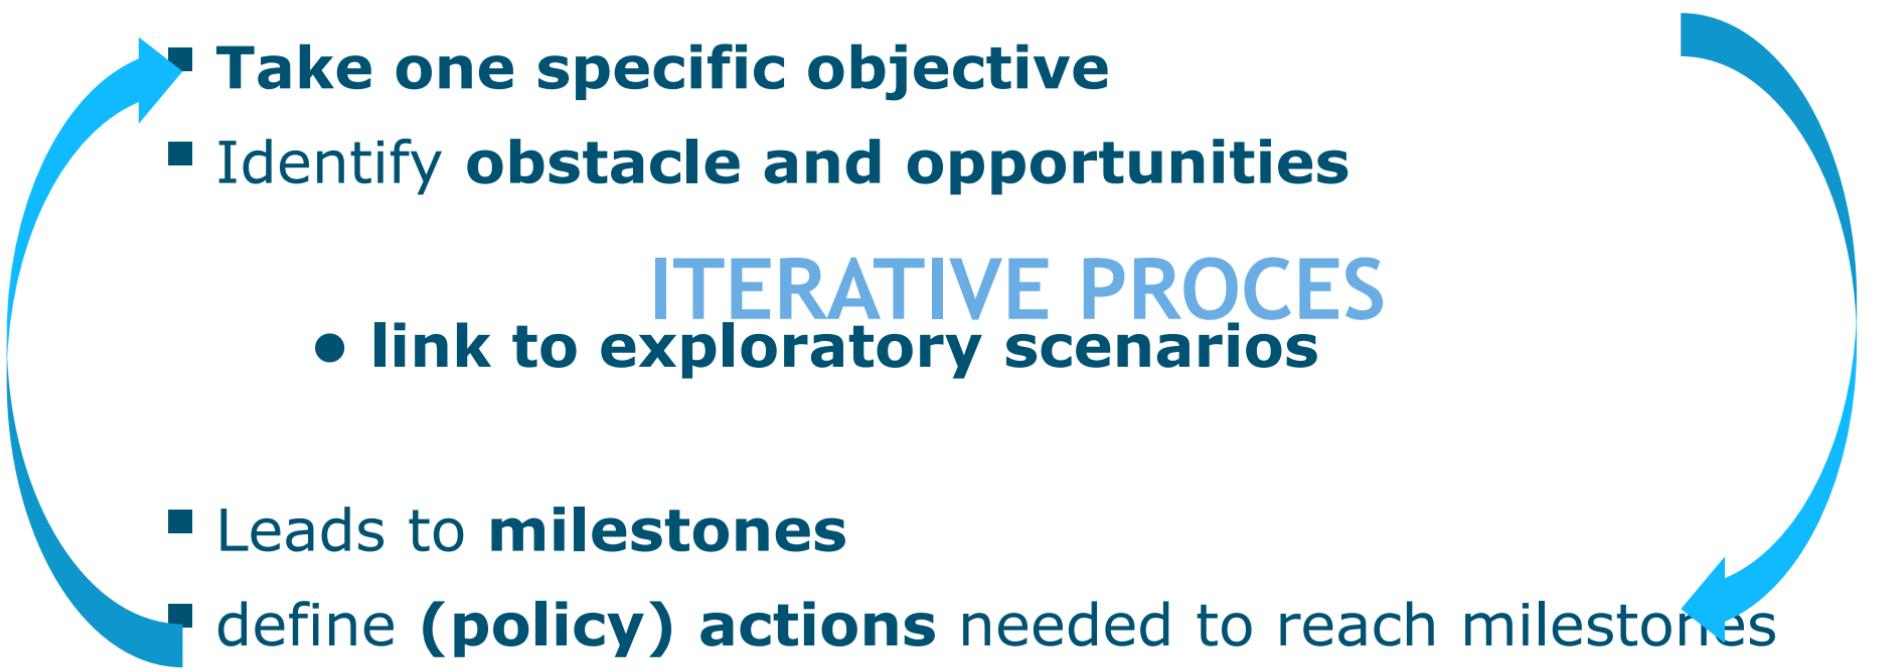 ▪ Take one specific objective
▪ Identify obstacle and opportunities
ITERATIVE PROCES
• link to exploratory scenarios
▪ Leads to milestones
▪ define (policy) actions needed to reach milestones